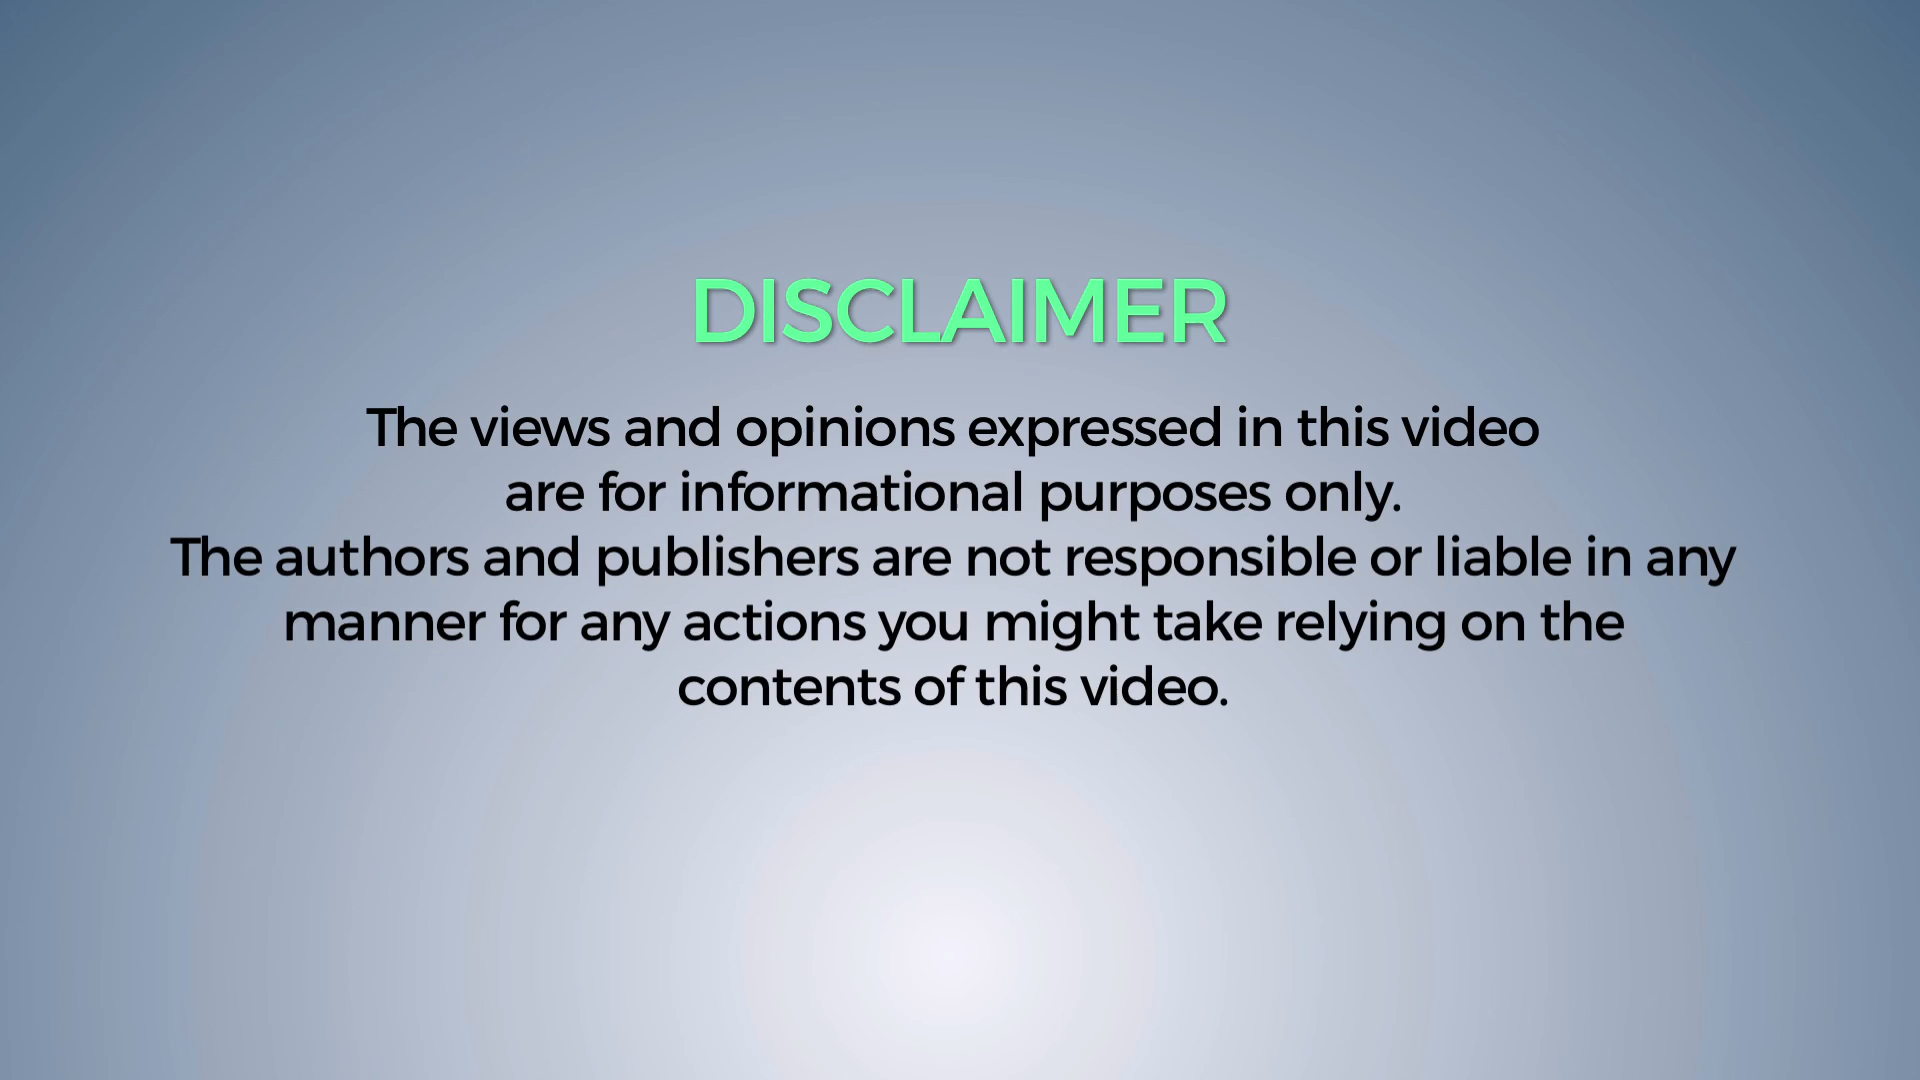 DISCLAIMER
The views and opinions expressed in this video
are for informational purposes only.
The authors and publishers are not responsible or liable in any
manner for any actions you might take relying on the
contents of this video.